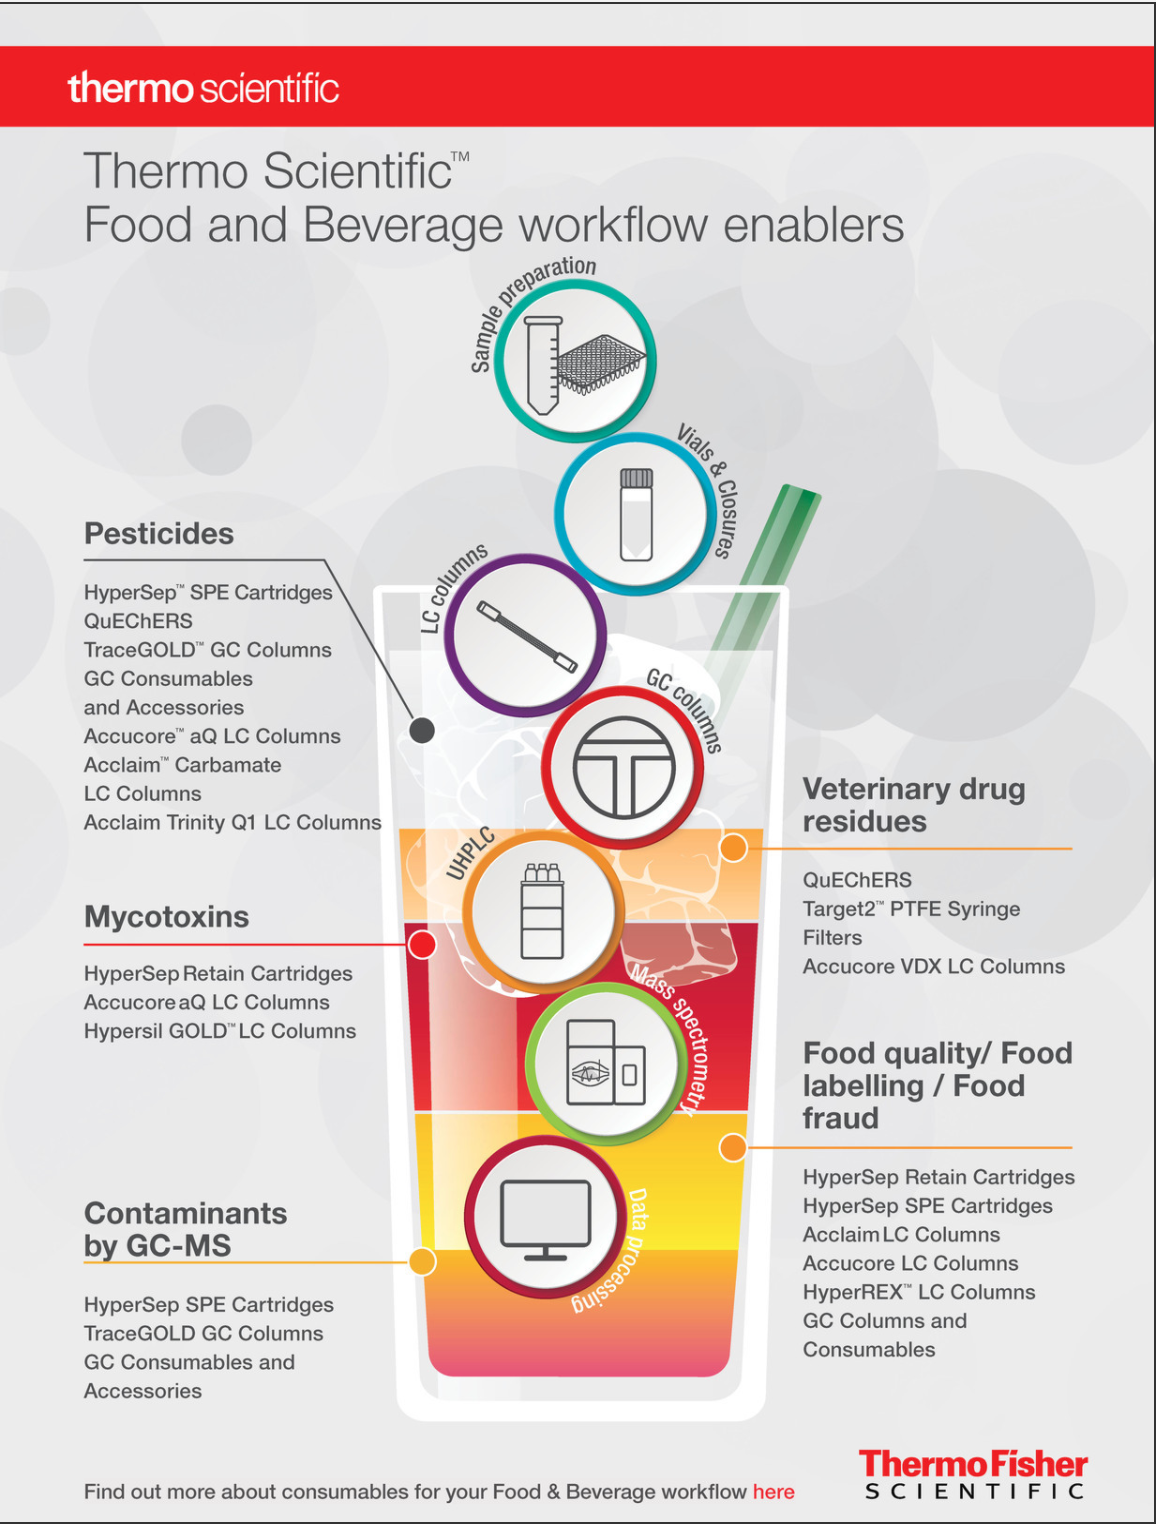 thermo scientific
Thermo Scientific™
Food and Beverage workflow enablers
Sample preparation
Vials & Closures
LC columns
GC columns
UHPLC
Mass spectrometry
Data processing
Pesticides
HyperSep™ SPE Cartridges
QuEChERS
TraceGOLD™ GC Columns
GC Consumables
and Accessories
Accucore™ aQ LC Columns
Acclaim™ Carbamate
LC Columns
Acclaim Trinity Q1 LC Columns
Mycotoxins
HyperSep Retain Cartridges
Accucore aQ LC Columns
Hypersil GOLD™ LC Columns
Contaminants
by GC-MS
HyperSep SPE Cartridges
TraceGOLD GC Columns
GC Consumables and
Accessories
Veterinary drug
residues
QuEChERS
Target2™ PTFE Syringe
Filters
Accucore VDX LC Columns
Food quality/ Food
labelling / Food
fraud
HyperSep Retain Cartridges
HyperSep SPE Cartridges
Acclaim LC Columns
Accucore LC Columns
HyperREX™ LC Columns
GC Columns and
Consumables
Find out more about consumables for your Food & Beverage workflow here
ThermoFisher
SCIENTIFIC